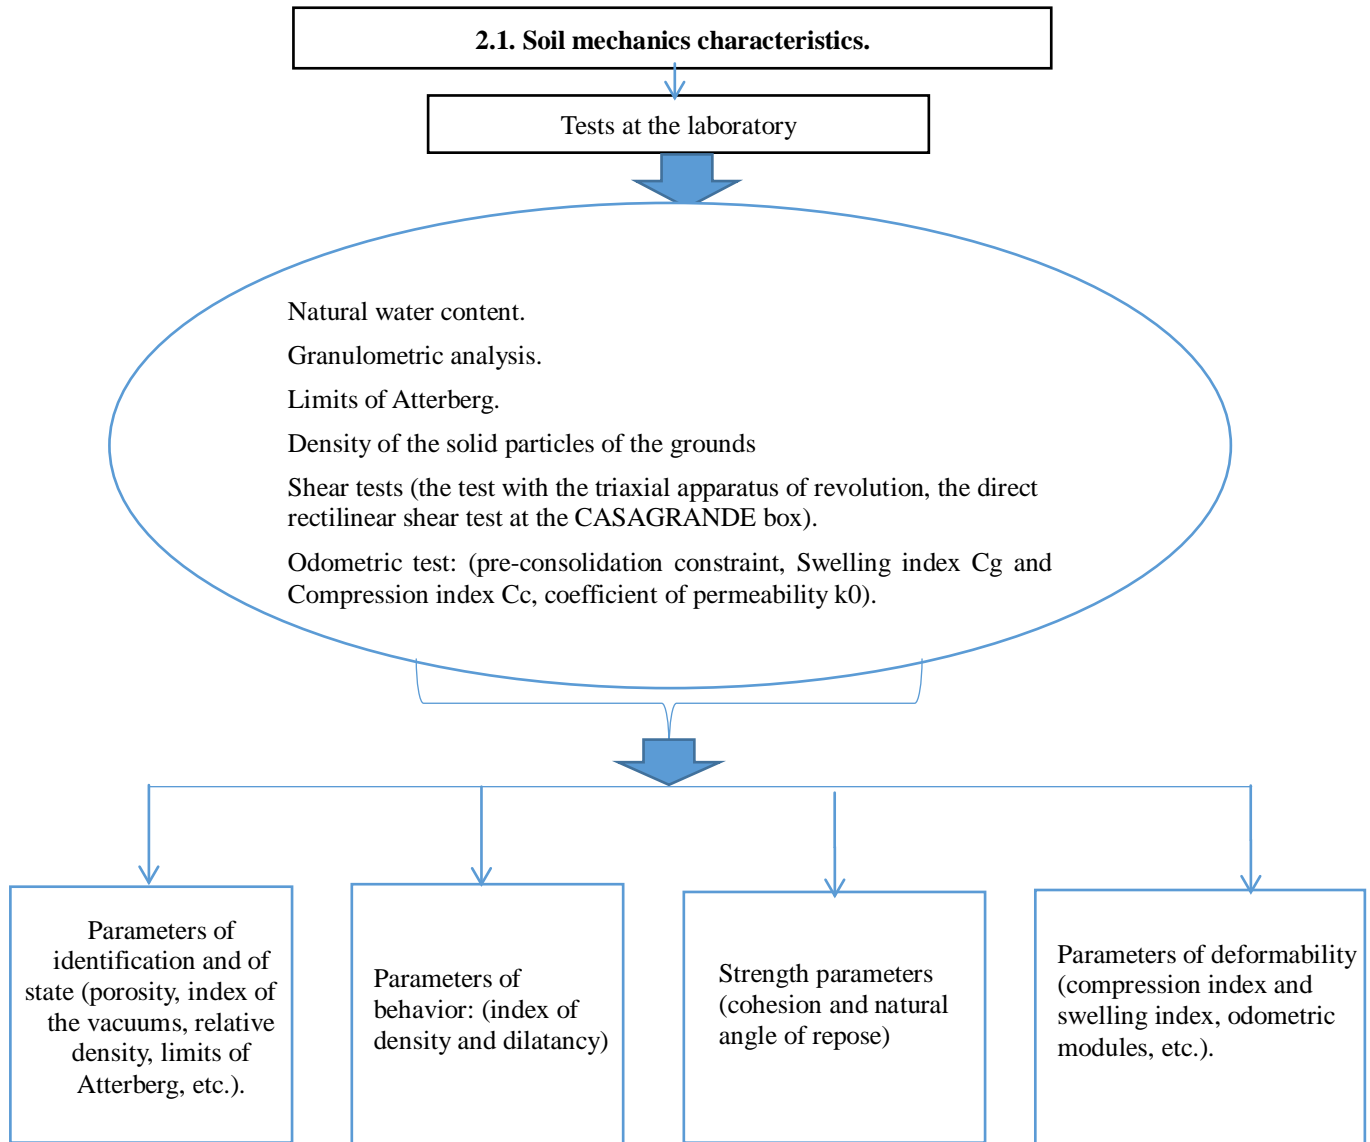 2.1. Soil mechanics characteristics.
Tests at the laboratory
Natural water content.
Granulometric analysis.
Limits of Atterberg.
Density of the solid particles of the grounds
Shear tests (the test with the triaxial apparatus of revolution, the direct
rectilinear shear test at the CASAGRANDE box).
Odometric test: (pre-consolidation constraint, Swelling index Cg and
Compression index Cc, coefficient of permeability k0).
Parameters of
identification and of
state (porosity, index of
the vacuums, relative
density, limits of
Atterberg, etc.).
Parameters of
behavior: (index of
density and dilatancy)
Strength parameters
(cohesion and natural
angle of repose)
Parameters of deformability
(compression index and
swelling index, odometric
modules, etc.).